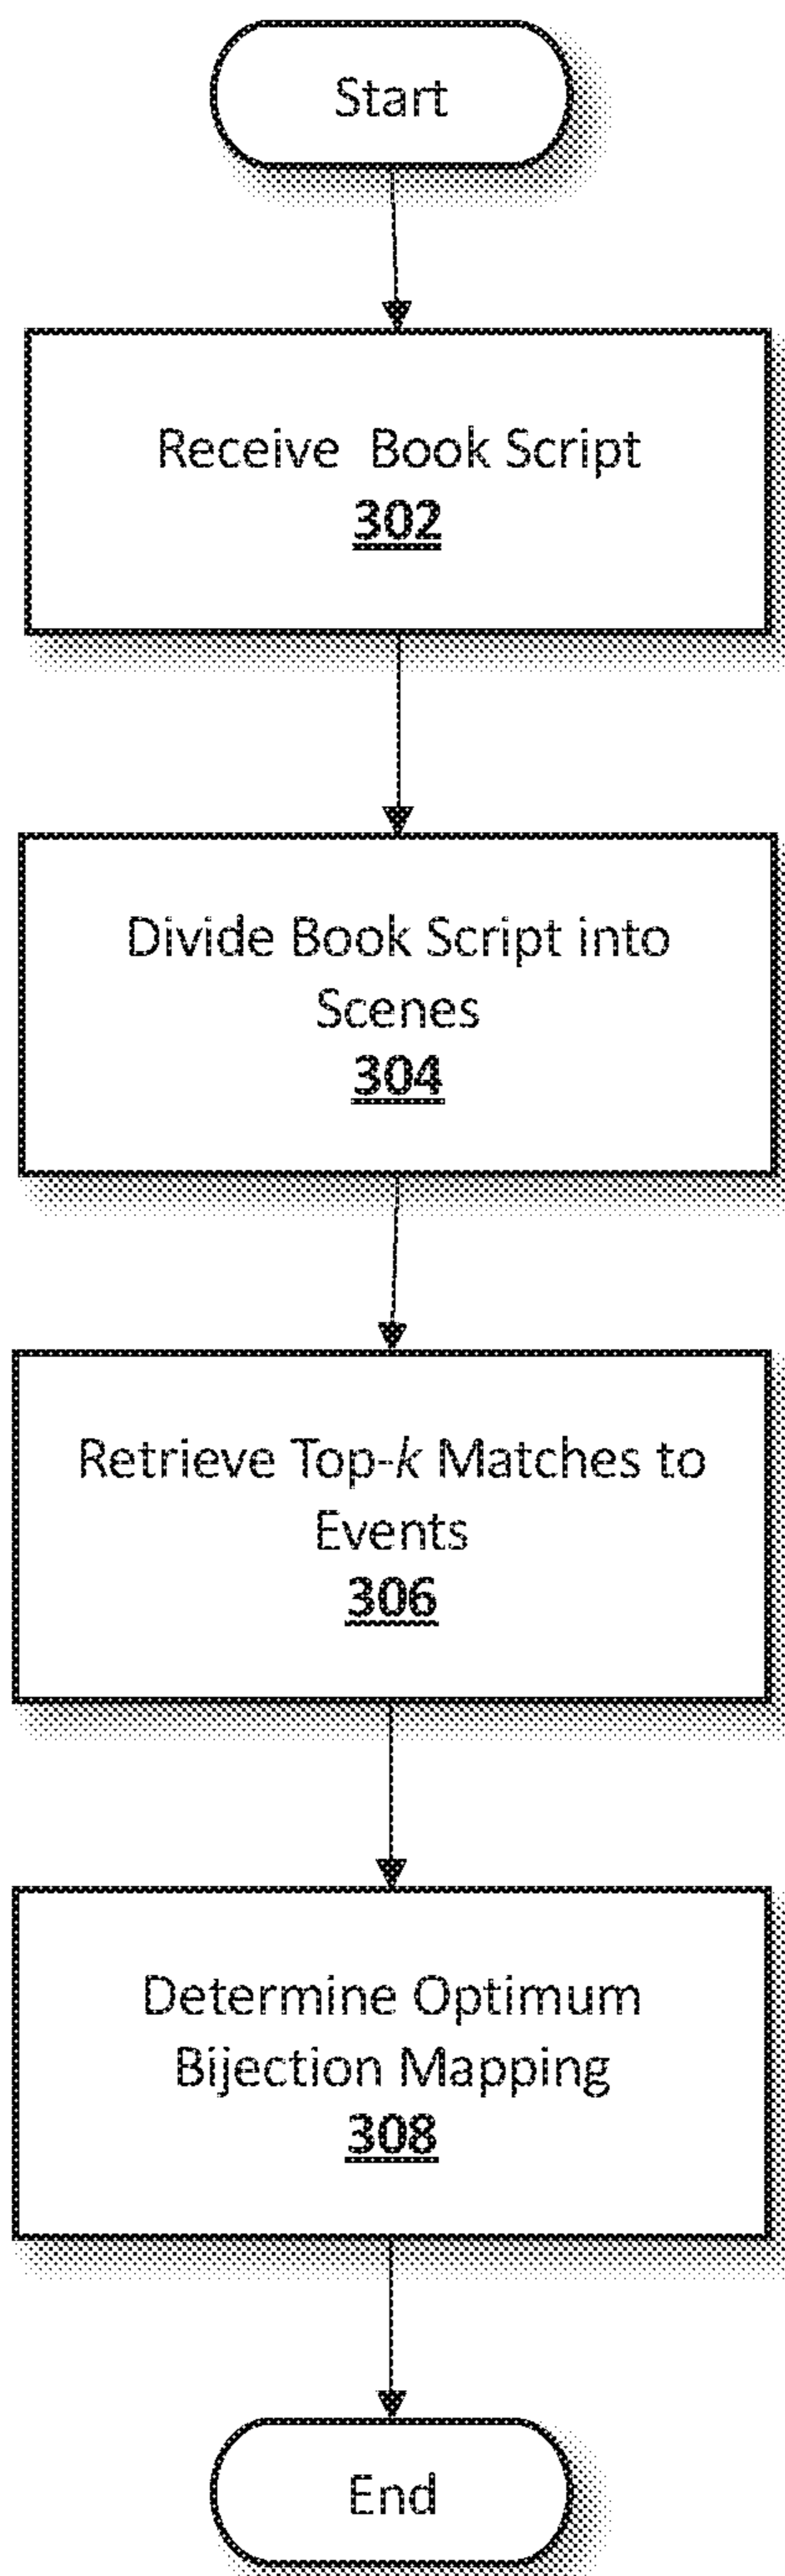 Start
Receive Book Script
302
Divide Book Script into
Scenes
304
Retrieve Top-k Matches to
Events
306
Determine Optimum
Bijection Mapping
308
End